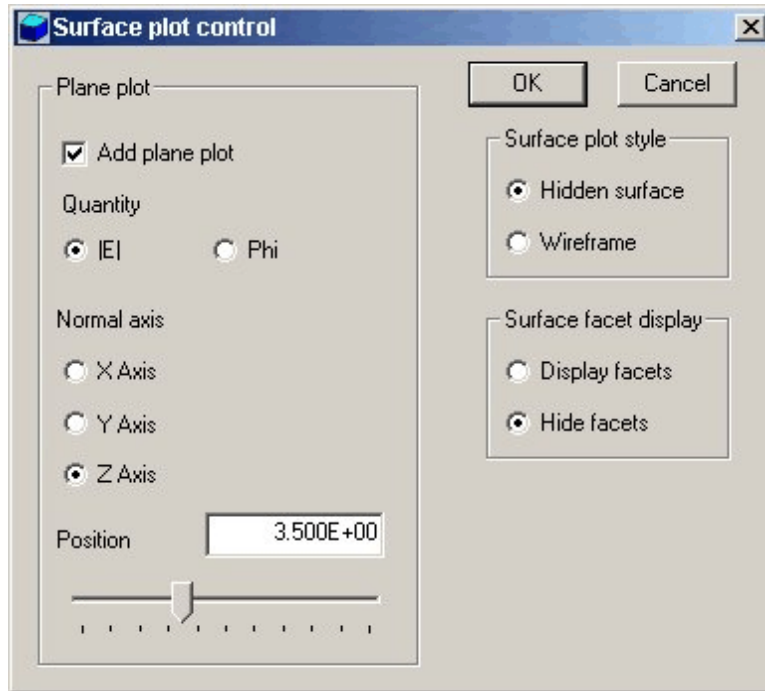 Surface plot control
Plane plot
Add plane plot
Quantity
|E|
Phi
Normal axis
X Axis
Y Axis
Z Axis
Position
3.500E+00
OK
Cancel
Surface plot style
Hidden surface
Wireframe
Surface facet display
Display facets
Hide facets